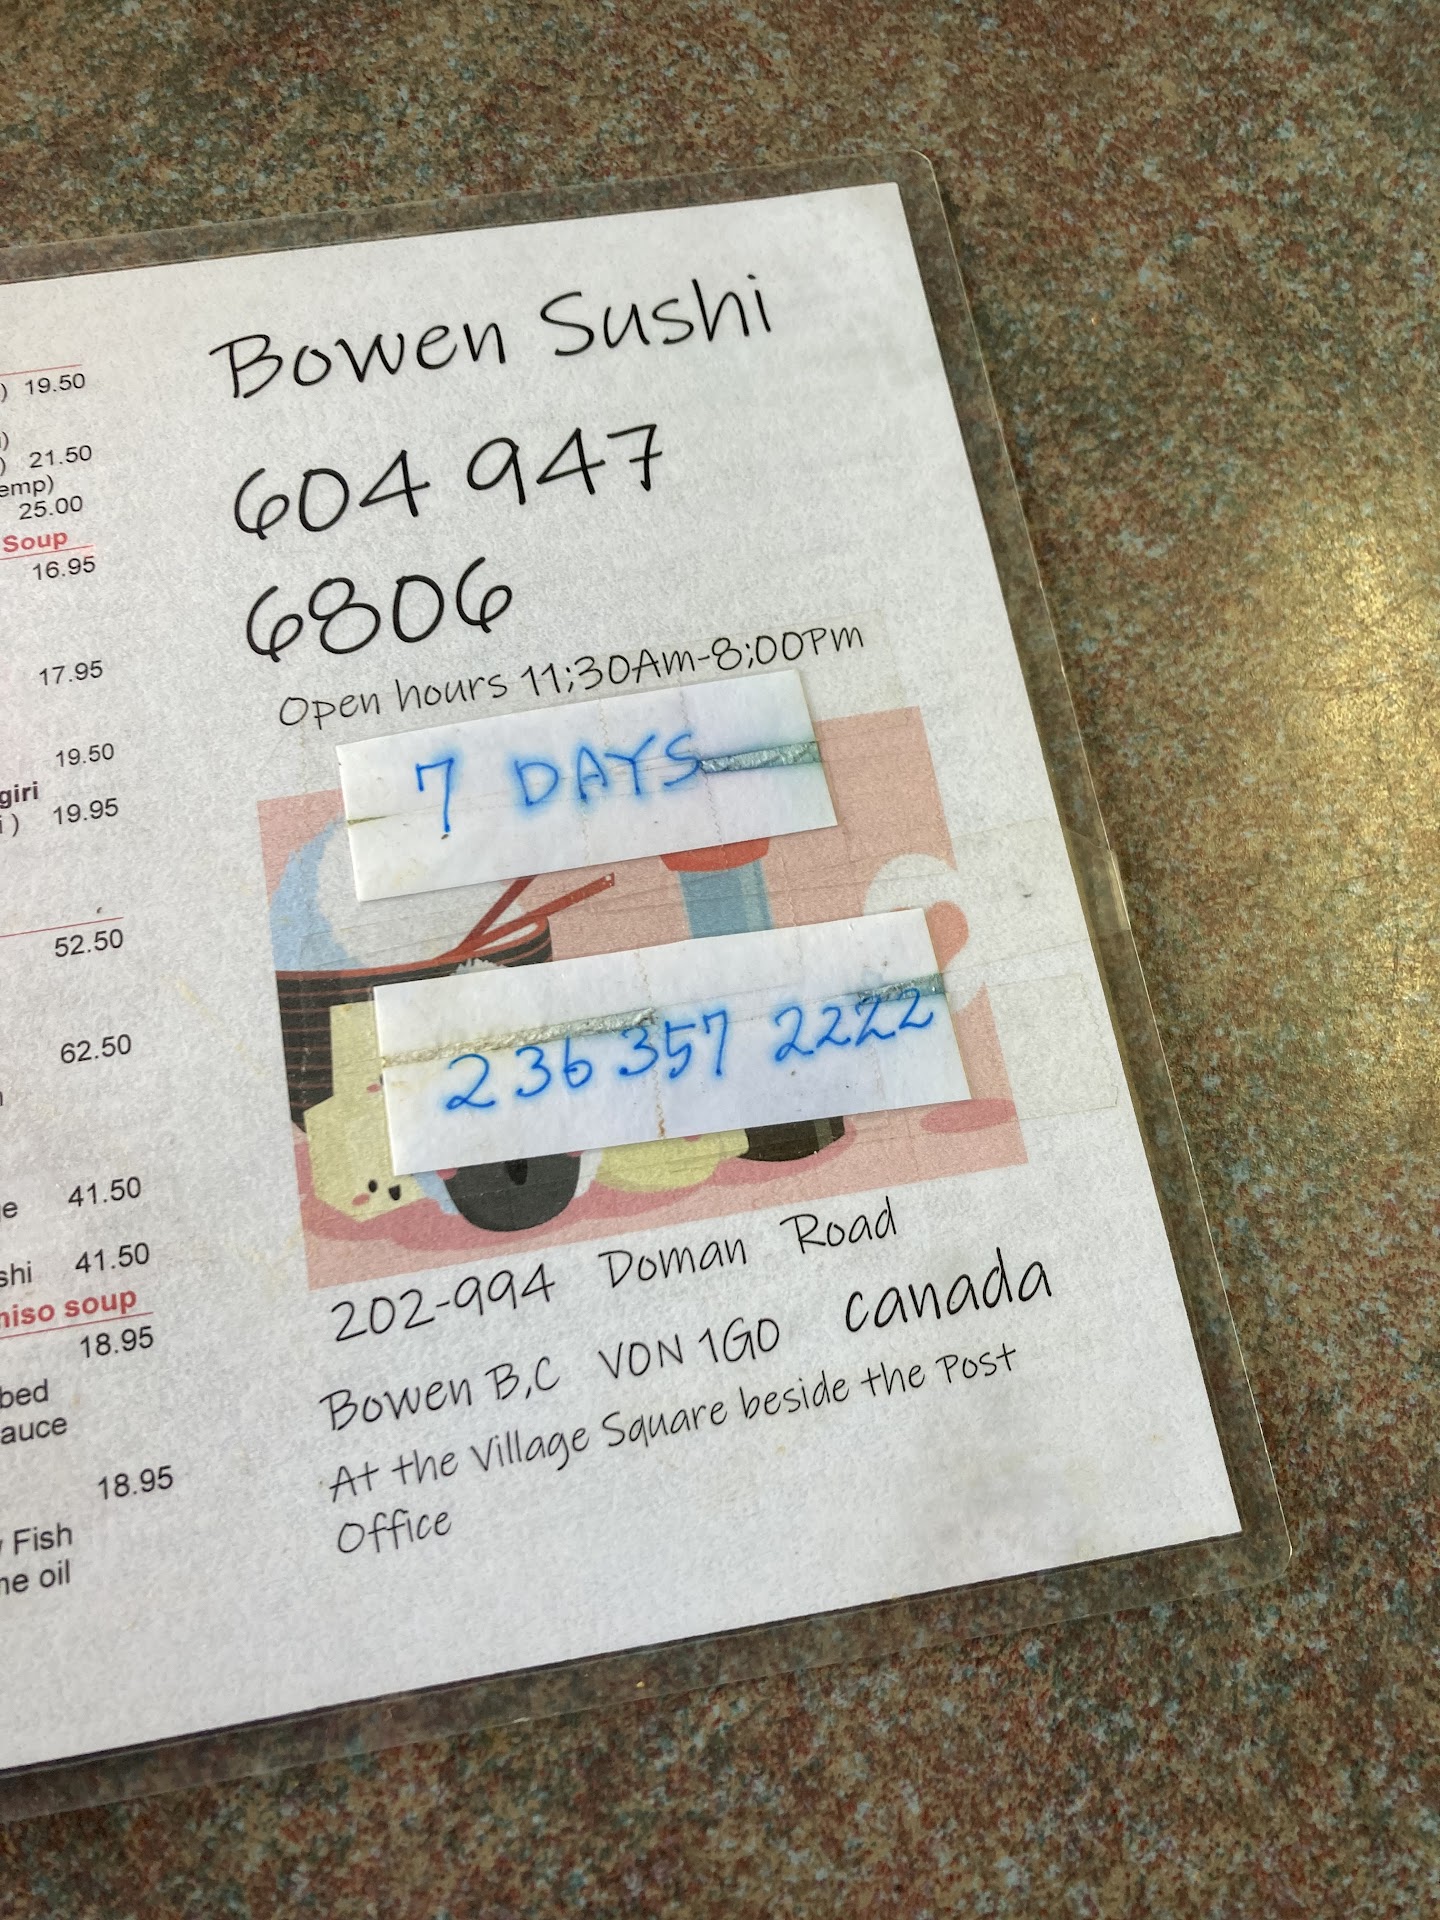 ) 19.50
i)
) 21.50
emp)
25.00
Soup
16.95
17.95
19.50
giri
i ) 19.95
52.50
62.50
e 41.50
shi 41.50
miso soup
18.95
bed
auce
18.95
Fish
me oil
Bowen Sushi
604 947
6806
Open hours 11;30Am-8;00Pm
7 DAYS
236 357 2222
202-994 Doman Road
Bowen B,C VON 1GO canada
At the Village Square beside the Post
Office